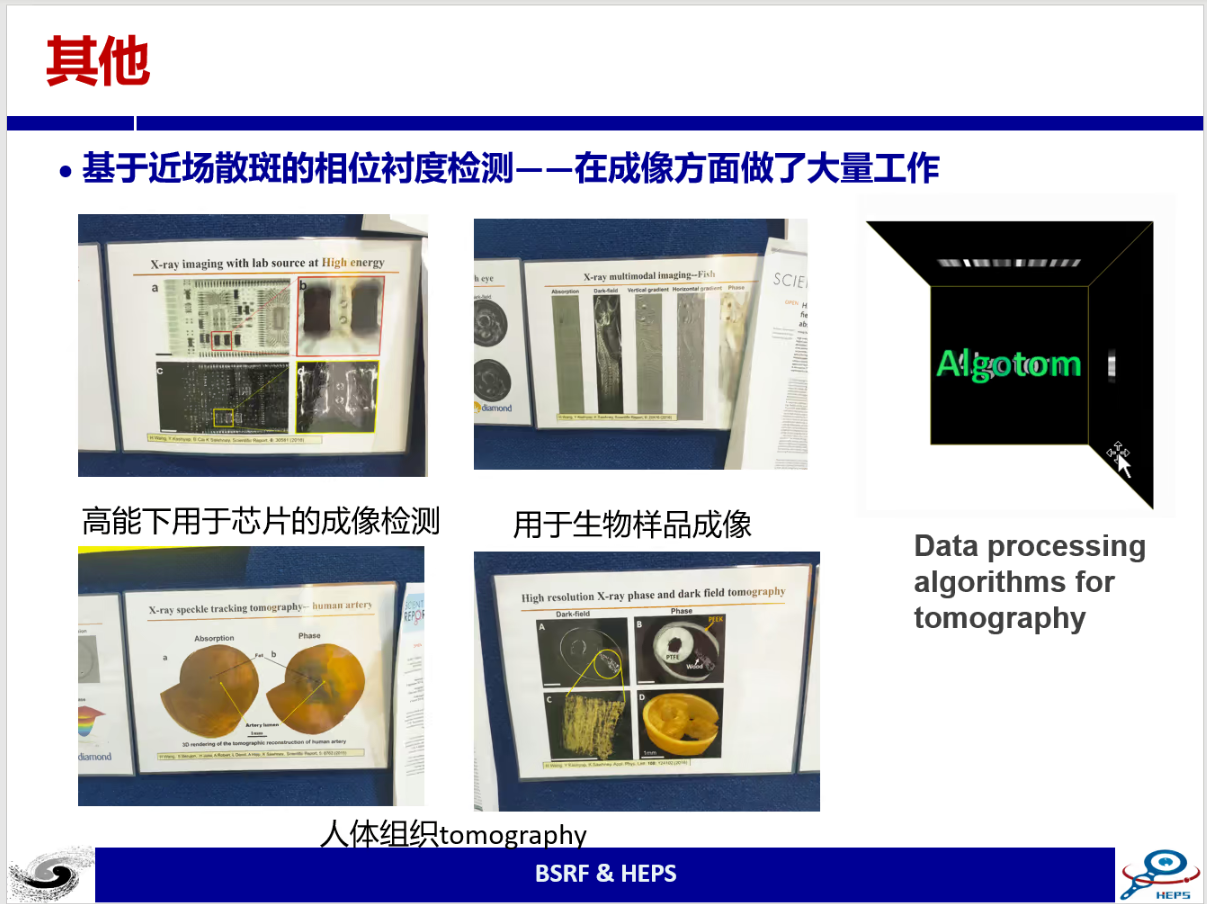 其他
• 基于近场散斑的相位衬度检测——在成像方面做了大量工作
X-ray imaging with lab source at High energy
a
b
c
d
diamond
X-ray multimodal imaging--Fish
Absorption Dark-field Vertical gradient Horizontal gradient Phase
SCIE
Algotom
高能下用于芯片的成像检测
用于生物样品成像
Data processing
algorithms for
tomography
X-ray speckle tracking tomography-- human artery
Absorption
Phase
a
Fat
b
Artery lumen
5mm
3D rendering of the tomographic reconstruction of human artery
diamond
High resolution X-ray phase and dark field tomography
Dark-field
Phase
A
B
PEEK
PTFE
Wood
C
D
5mm
人体组织tomography
BSRF & HEPS
HEPS